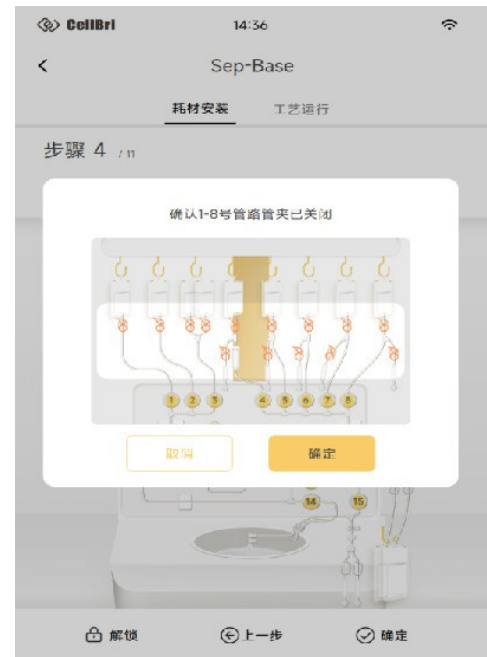 CellBri 14:36
Sep-Base
耗材安装 工艺运行
步骤 4 / 11
确认1-8号管路管夹已关闭
1 2 3 4 5 6 7 8
取消 确定
14 15
解锁 上一步 确定